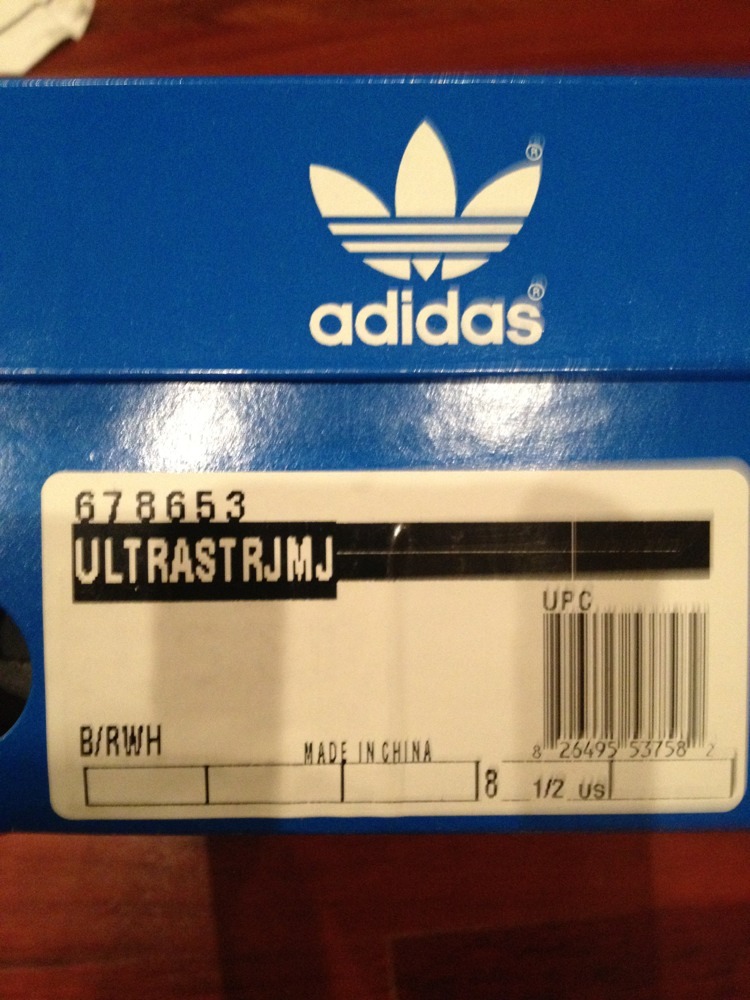 ®
adidas®
678653
ULTRASTRJMJ
UPC
8 26495 53758 2
B/RWH
MADE IN CHINA
8 1/2 US